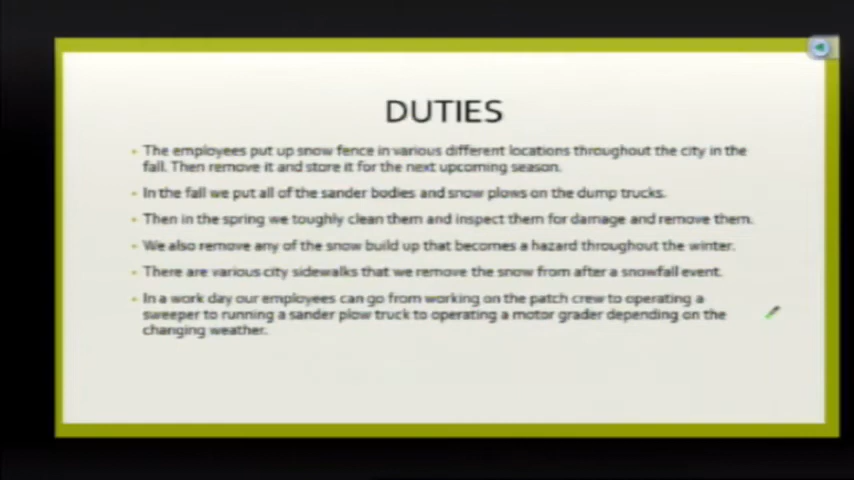 DUTIES
The employees put up snow fence in various different locations throughout the city in the
fall. Then remove it and store it for the next upcoming season.
In the fall we put all of the sander bodies and snow plows on the dump trucks.
Then in the spring we toughly clean them and inspect them for damage and remove them.
We also remove any of the snow build up that becomes a hazard throughout the winter.
There are various city sidewalks that we remove the snow from after a snowfall event.
In a work day our employees can go from working on the patch crew to operating a
sweeper to running a sander plow truck to operating a motor grader depending on the
changing weather.